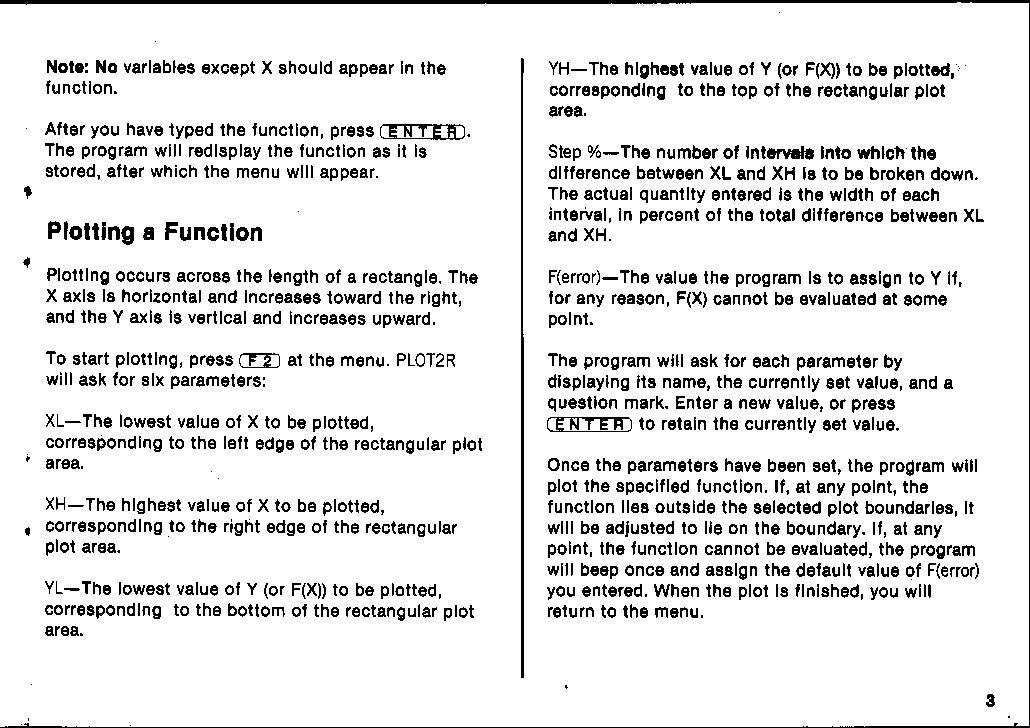 Note: No variables except X should appear in the
function.
After you have typed the function, press ENTER.
The program will redisplay the function as it is
stored, after which the menu will appear.
Plotting a Function
Plotting occurs across the length of a rectangle. The
X axis is horizontal and increases toward the right,
and the Y axis is vertical and increases upward.
To start plotting, press F2 at the menu. PLOT2R
will ask for six parameters:
XL—The lowest value of X to be plotted,
corresponding to the left edge of the rectangular plot
area.
XH—The highest value of X to be plotted,
corresponding to the right edge of the rectangular
plot area.
YL—The lowest value of Y (or F(X)) to be plotted,
corresponding to the bottom of the rectangular plot
area.
YH—The highest value of Y (or F(X)) to be plotted,
corresponding to the top of the rectangular plot
area.
Step %—The number of intervals into which the
difference between XL and XH is to be broken down.
The actual quantity entered is the width of each
interval, in percent of the total difference between XL
and XH.
F(error)—The value the program is to assign to Y if,
for any reason, F(X) cannot be evaluated at some
point.
The program will ask for each parameter by
displaying its name, the currently set value, and a
question mark. Enter a new value, or press
ENTER to retain the currently set value.
Once the parameters have been set, the program will
plot the specified function. If, at any point, the
function lies outside the selected plot boundaries, it
will be adjusted to lie on the boundary. If, at any
point, the function cannot be evaluated, the program
will beep once and assign the default value of F(error)
you entered. When the plot is finished, you will
return to the menu.
3